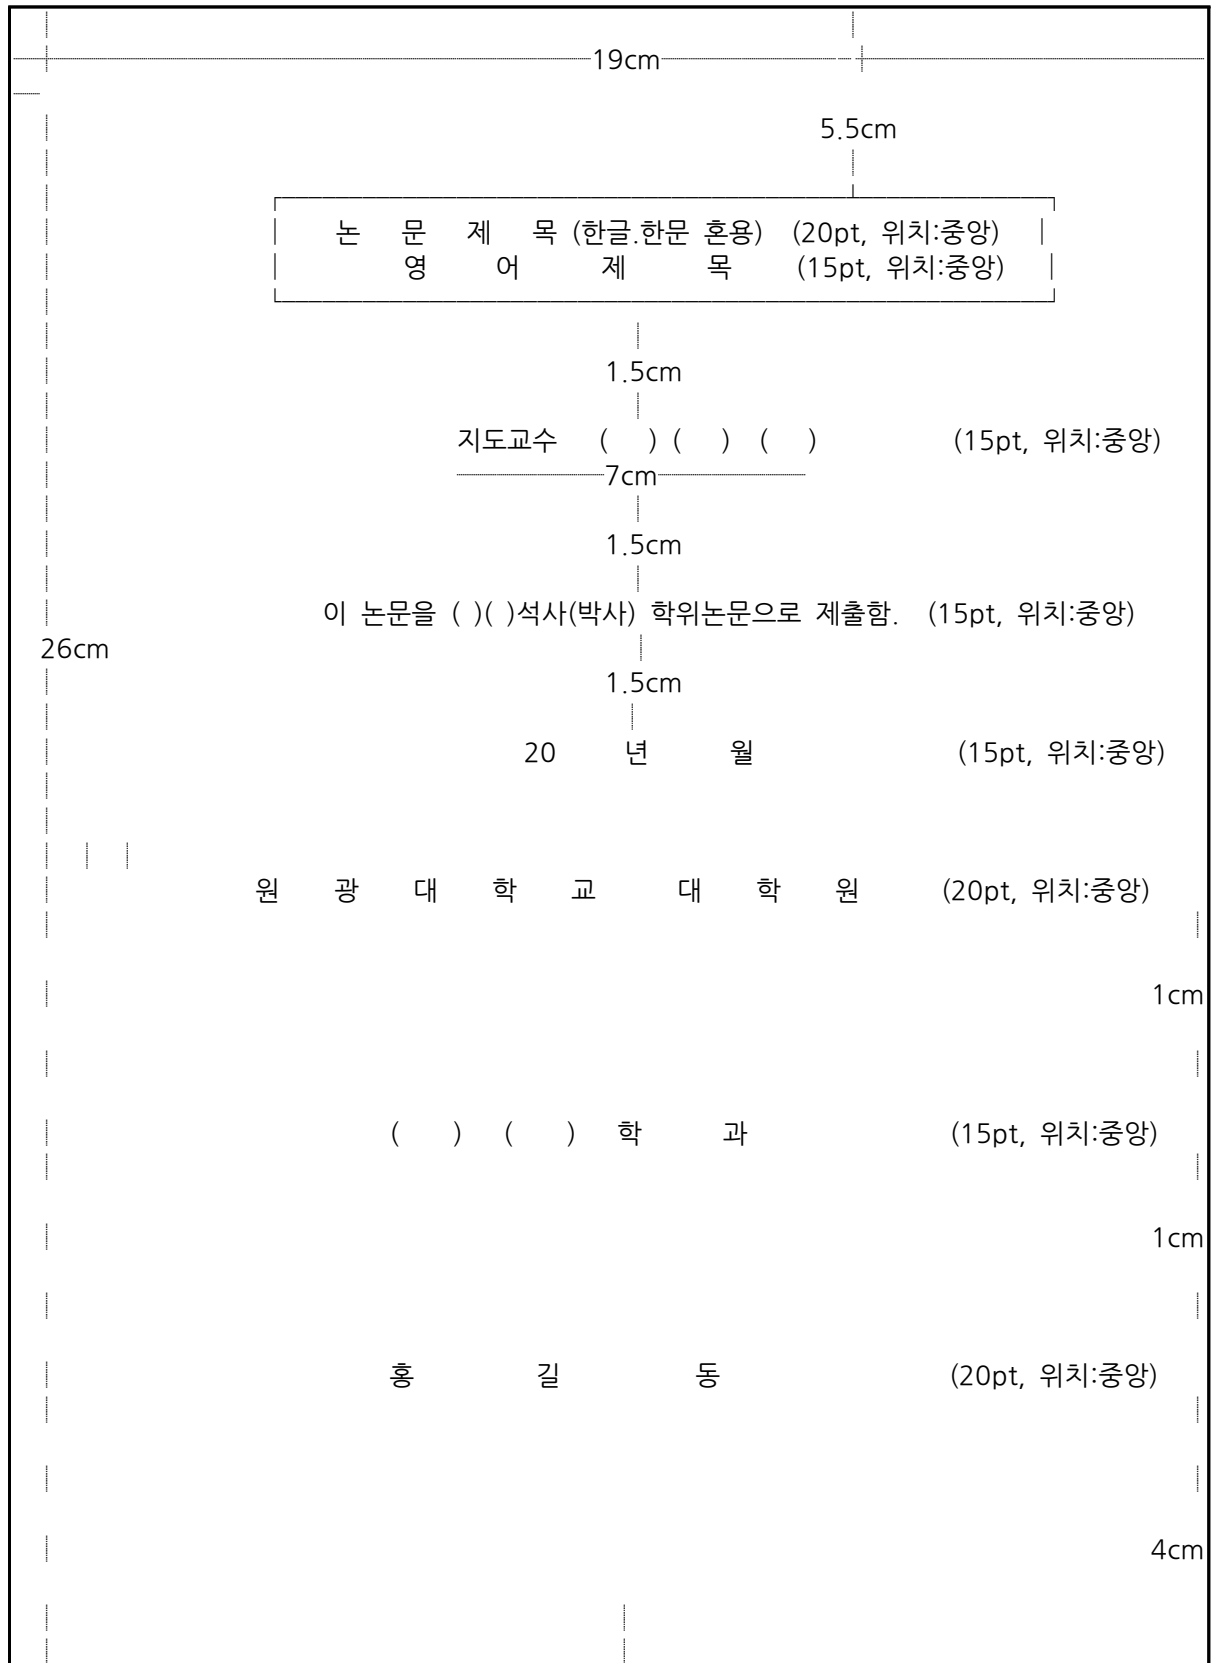 19cm
5.5cm
논 문 제 목 (한글.한문 혼용) (20pt, 위치:중앙)
영 어 제 목 (15pt, 위치:중앙)
1.5cm
지도교수 ( ) ( ) ( ) (15pt, 위치:중앙)
7cm
1.5cm
이 논문을 ( )( )석사(박사) 학위논문으로 제출함. (15pt, 위치:중앙)
26cm
1.5cm
20 년 월 (15pt, 위치:중앙)
원 광 대 학 교 대 학 원 (20pt, 위치:중앙)
1cm
( ) ( ) 학 과 (15pt, 위치:중앙)
1cm
홍 길 동 (20pt, 위치:중앙)
4cm